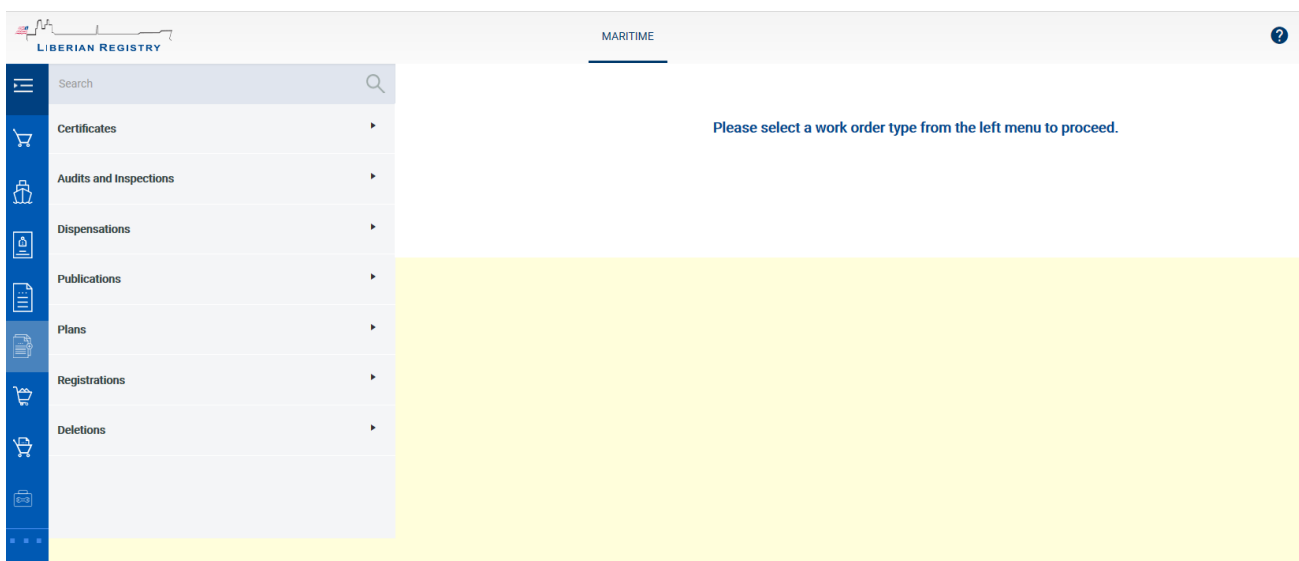 LIBERIAN REGISTRY
MARITIME
?
Search
Certificates
Please select a work order type from the left menu to proceed.
Audits and Inspections
Dispensations
Publications
Plans
Registrations
Deletions